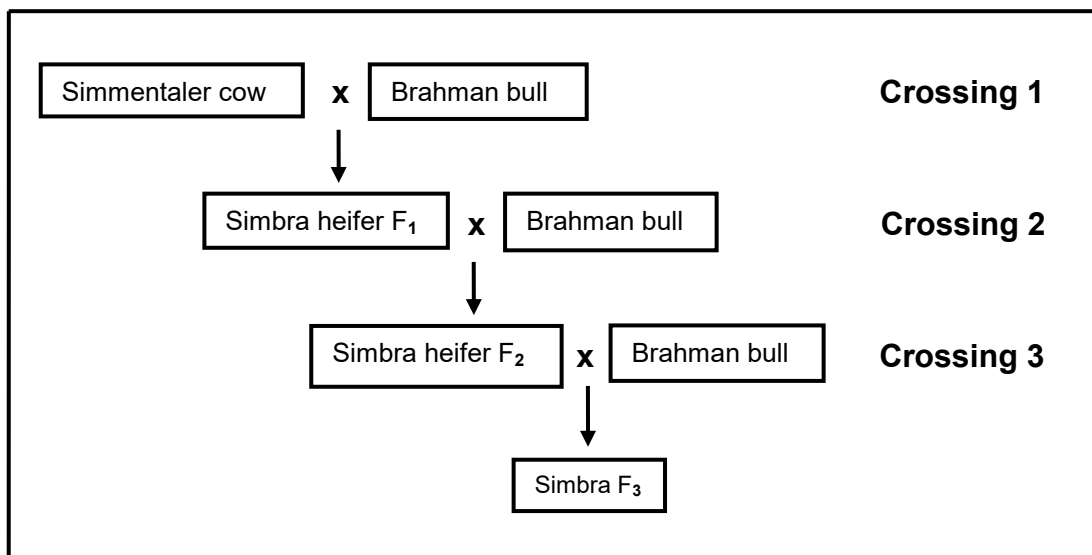 Simmentaler cow x Brahman bull Crossing 1
Simbra heifer F₁ x Brahman bull Crossing 2
Simbra heifer F₂ x Brahman bull Crossing 3
Simbra F₃